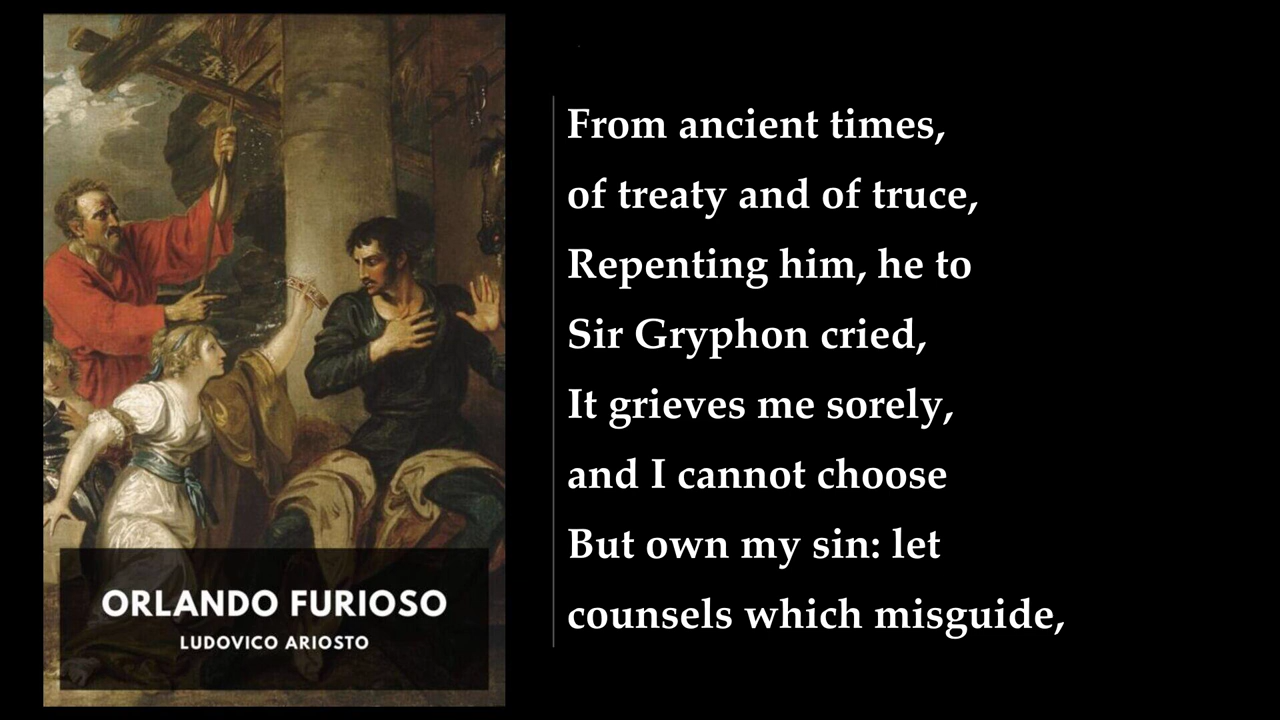 ORLANDO FURIOSO
LUDOVICO ARIOSTO
From ancient times,
of treaty and of truce,
Repenting him, he to
Sir Gryphon cried,
It grieves me sorely,
and I cannot choose
But own my sin: let
counsels which misguide,